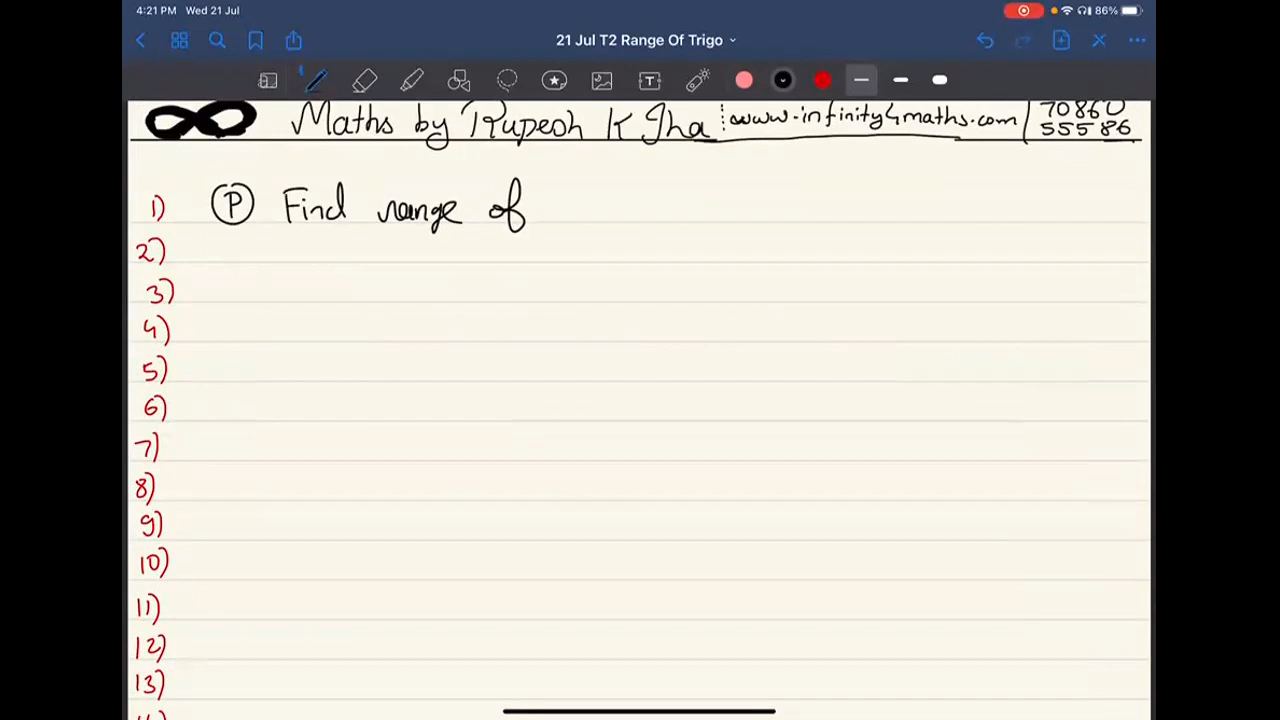 4:21 PM Wed 21 Jul
86%
21 Jul T2 Range Of Trigo
T
Maths by Rupesh K Jha
www.infinity4maths.com
70860
55586
1) P Find range of
2)
3)
4)
5)
6)
7)
8)
9)
10)
11)
12)
13)